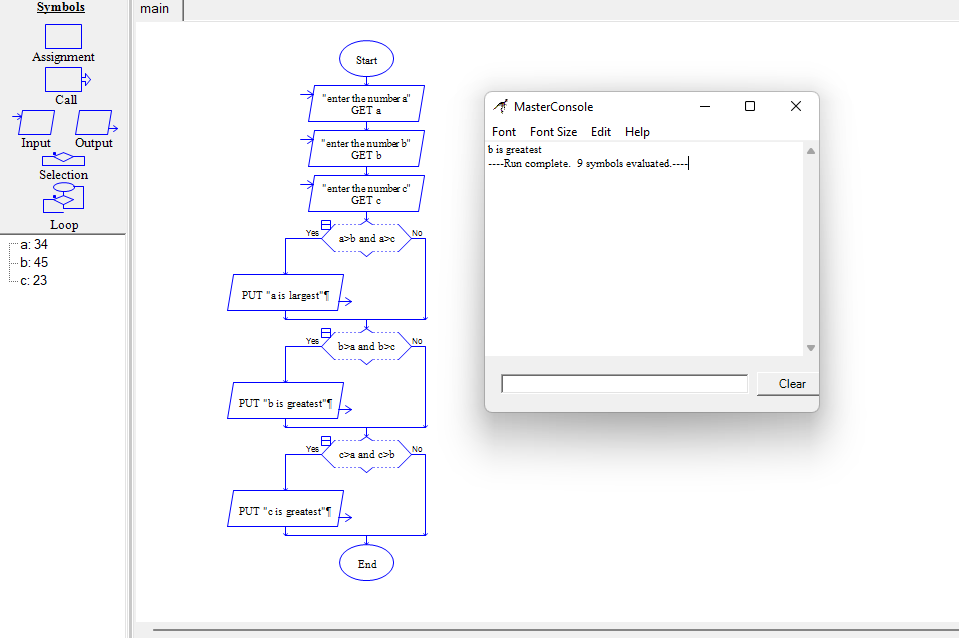 Symbols
Assignment
Call
Input
Output
Selection
Loop
a: 34
b: 45
c: 23
main
Start
"enter the number a"
GET a
"enter the number b"
GET b
"enter the number c"
GET c
Yes
a>b and a>c
No
PUT "a is largest"¶
Yes
b>a and b>c
No
PUT "b is greatest"¶
Yes
c>a and c>b
No
PUT "c is greatest"¶
End
MasterConsole
Font Font Size Edit Help
b is greatest
----Run complete. 9 symbols evaluated.----
Clear